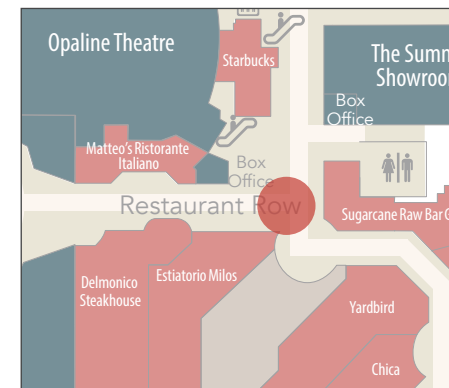 Opaline Theatre
Starbucks
The Summ
Showroo
Box
Office
Matteo's Ristorante
Italiano
Box
Office
Restaurant Row
Sugarcane Raw Bar G
Delmonico
Steakhouse
Estiatorio Milos
Yardbird
Chica